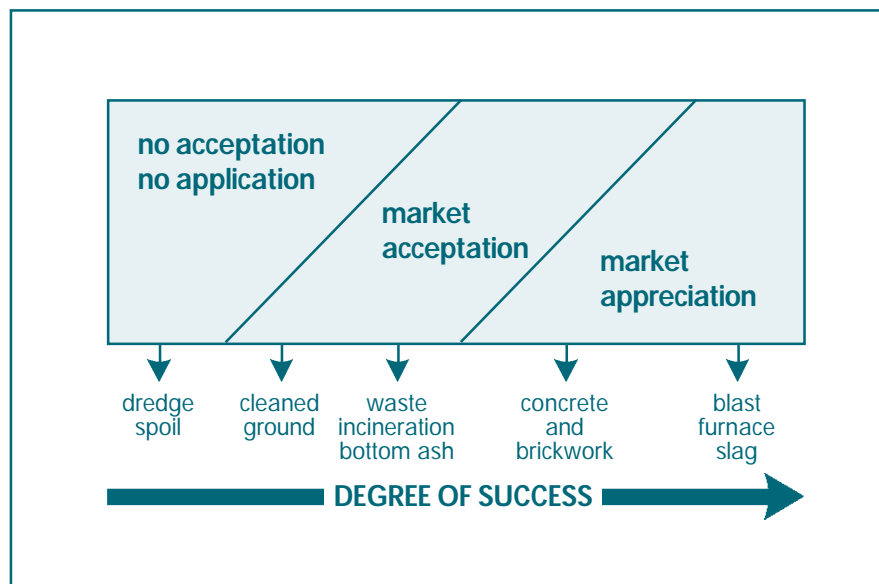 no acceptation
no application
market
acceptation
market
appreciation
dredge
spoil
cleaned
ground
waste
incineration
bottom ash
concrete
and
brickwork
blast
furnace
slag
DEGREE OF SUCCESS